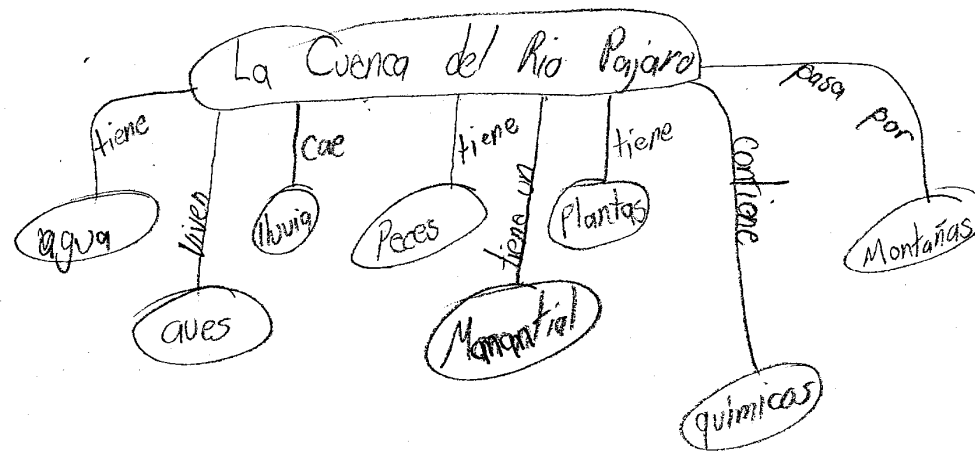 La Cuenca del Rio Pajaro
tiene
viven
cae
tiene
tiene un
tiene
contiene
pasa por
agua
aves
lluvia
Peces
Manantial
Plantas
químicas
Montañas